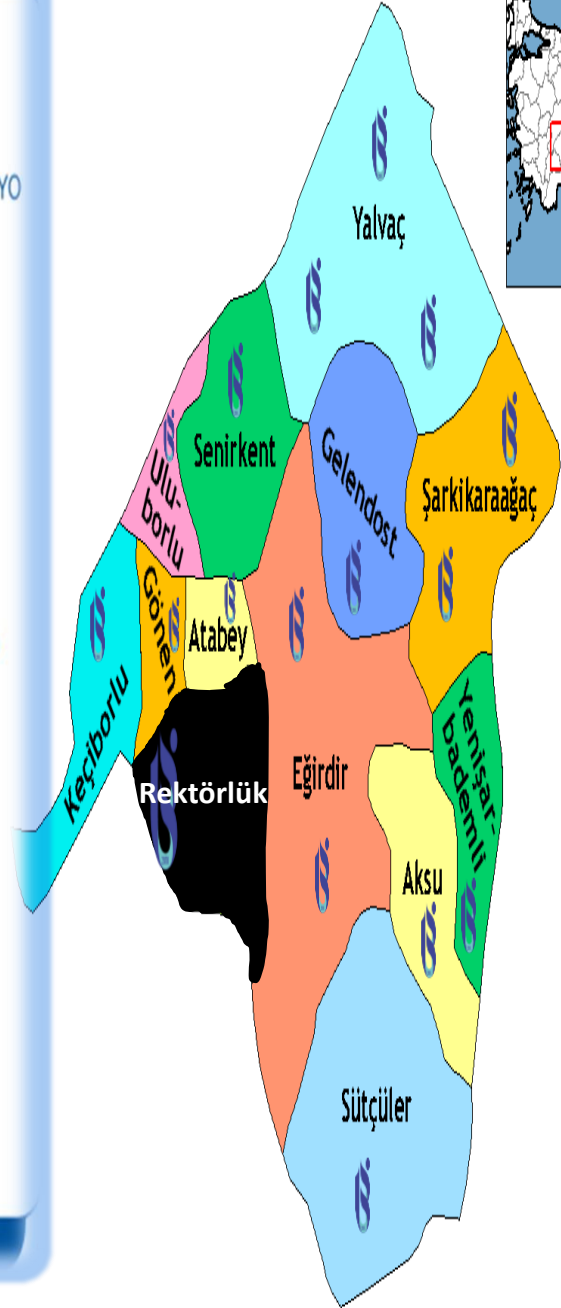 YO
Yalvaç
Senirkent
Gelendost
Ulu-
borlu
Şarkikaraağaç
Gönen
Atabey
Keçiborlu
Yenişar-
bademli
Rektörlük
Eğirdir
Aksu
Sütçüler